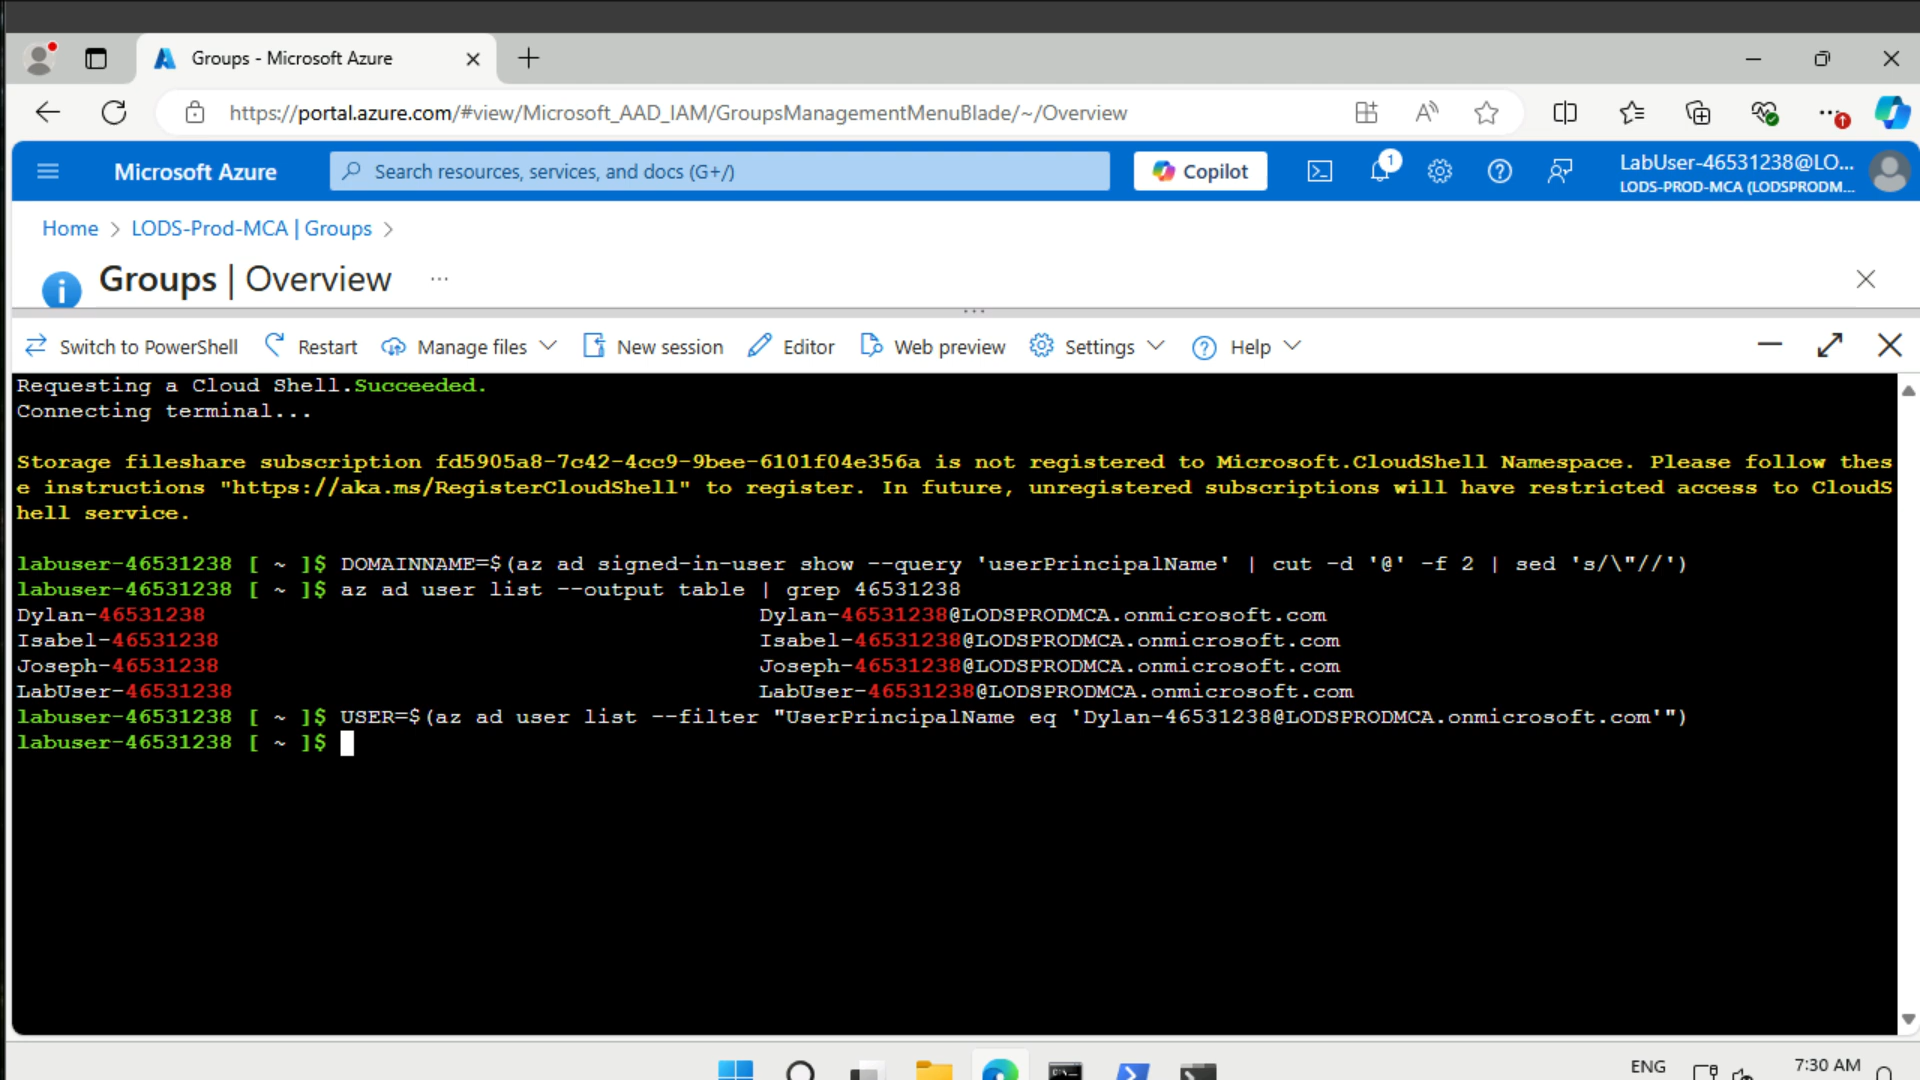 Groups - Microsoft Azure
https://portal.azure.com/#view/Microsoft_AAD_IAM/GroupsManagementMenuBlade/~/Overview
Microsoft Azure
Search resources, services, and docs (G+/)
Copilot
1
LabUser-46531238@LO...
LODS-PROD-MCA (LODSPRODM...
Home > LODS-Prod-MCA | Groups >
Groups | Overview ...
Switch to PowerShell Restart Manage files New session Editor Web preview Settings Help
Requesting a Cloud Shell.Succeeded.
Connecting terminal...
Storage fileshare subscription fd5905a8-7c42-4cc9-9bee-6101f04e356a is not registered to Microsoft.CloudShell Namespace. Please follow thes
e instructions "https://aka.ms/RegisterCloudShell" to register. In future, unregistered subscriptions will have restricted access to CloudS
hell service.
labuser-46531238 [ ~ ]$ DOMAINNAME=$(az ad signed-in-user show --query 'userPrincipalName' | cut -d '@' -f 2 | sed 's/\"//')
labuser-46531238 [ ~ ]$ az ad user list --output table | grep 46531238
Dylan-46531238 Dylan-46531238@LODSPRODMCA.onmicrosoft.com
Isabel-46531238 Isabel-46531238@LODSPRODMCA.onmicrosoft.com
Joseph-46531238 Joseph-46531238@LODSPRODMCA.onmicrosoft.com
LabUser-46531238 LabUser-46531238@LODSPRODMCA.onmicrosoft.com
labuser-46531238 [ ~ ]$ USER=$(az ad user list --filter "UserPrincipalName eq 'Dylan-46531238@LODSPRODMCA.onmicrosoft.com'")
labuser-46531238 [ ~ ]$
ENG
7:30 AM